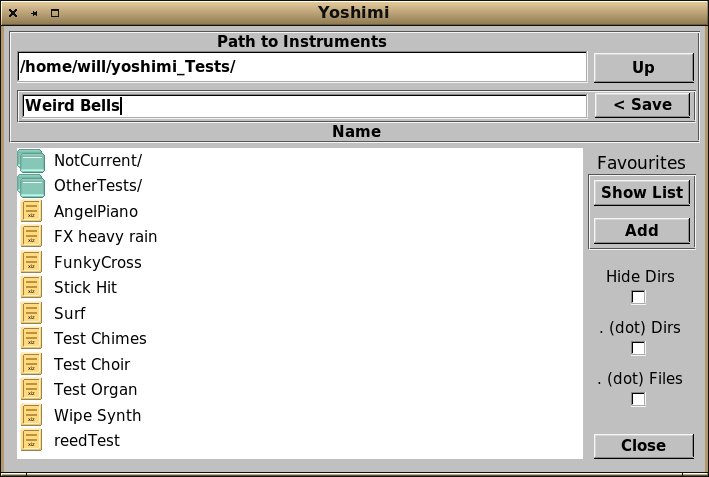 Yoshimi
Path to Instruments
/home/will/yoshimi_Tests/
Up
Weird Bells
< Save
Name
NotCurrent/
OtherTests/
AngelPiano
FX heavy rain
FunkyCross
Stick Hit
Surf
Test Chimes
Test Choir
Test Organ
Wipe Synth
reedTest
Favourites
Show List
Add
Hide Dirs
. (dot) Dirs
. (dot) Files
Close